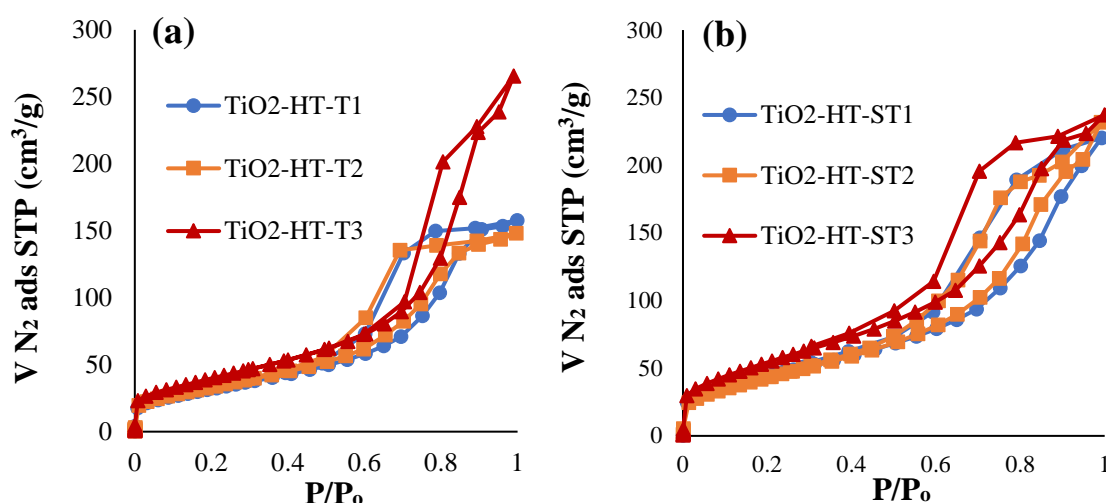 (a)
V N₂ ads STP (cm³/g)
300
250
200
150
100
50
0
TiO2-HT-T1
TiO2-HT-T2
TiO2-HT-T3
0 0.2 0.4 0.6 0.8 1
P/Pₒ
(b)
V N₂ ads STP (cm³/g)
300
250
200
150
100
50
0
TiO2-HT-ST1
TiO2-HT-ST2
TiO2-HT-ST3
0 0.2 0.4 0.6 0.8 1
P/Pₒ